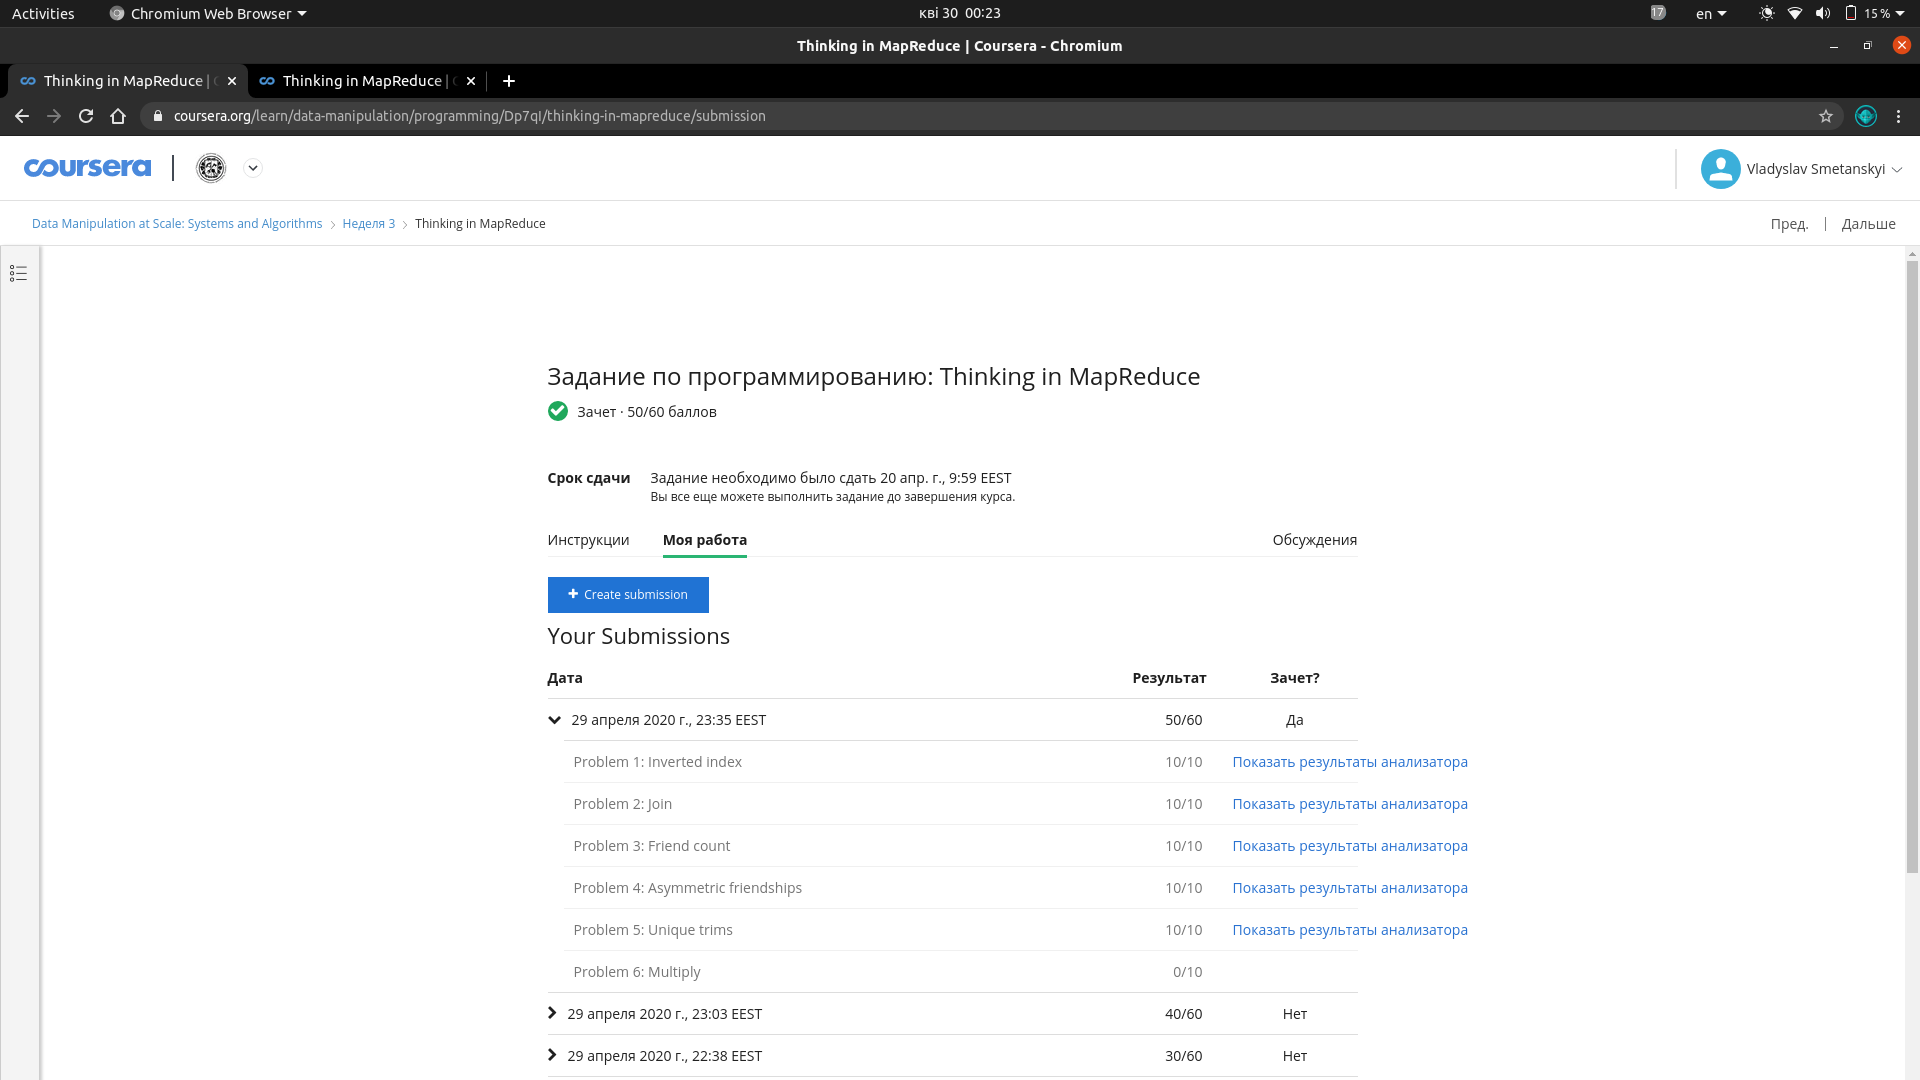 Activities Chromium Web Browser кві 30 00:23 17 en 15 %
Thinking in MapReduce | Coursera - Chromium
Thinking in MapReduce | Thinking in MapReduce |
coursera.org/learn/data-manipulation/programming/Dp7qI/thinking-in-mapreduce/submission
coursera Vladyslav Smetanskyi
Data Manipulation at Scale: Systems and Algorithms > Неделя 3 > Thinking in MapReduce Пред. | Дальше
Задание по программированию: Thinking in MapReduce
Зачет · 50/60 баллов
Срок сдачи Задание необходимо было сдать 20 апр. г., 9:59 EEST
Вы все еще можете выполнить задание до завершения курса.
Инструкции Моя работа Обсуждения
+ Create submission
Your Submissions
Дата Результат Зачет?
29 апреля 2020 г., 23:35 EEST 50/60 Да
Problem 1: Inverted index 10/10 Показать результаты анализатора
Problem 2: Join 10/10 Показать результаты анализатора
Problem 3: Friend count 10/10 Показать результаты анализатора
Problem 4: Asymmetric friendships 10/10 Показать результаты анализатора
Problem 5: Unique trims 10/10 Показать результаты анализатора
Problem 6: Multiply 0/10
29 апреля 2020 г., 23:03 EEST 40/60 Нет
29 апреля 2020 г., 22:38 EEST 30/60 Нет